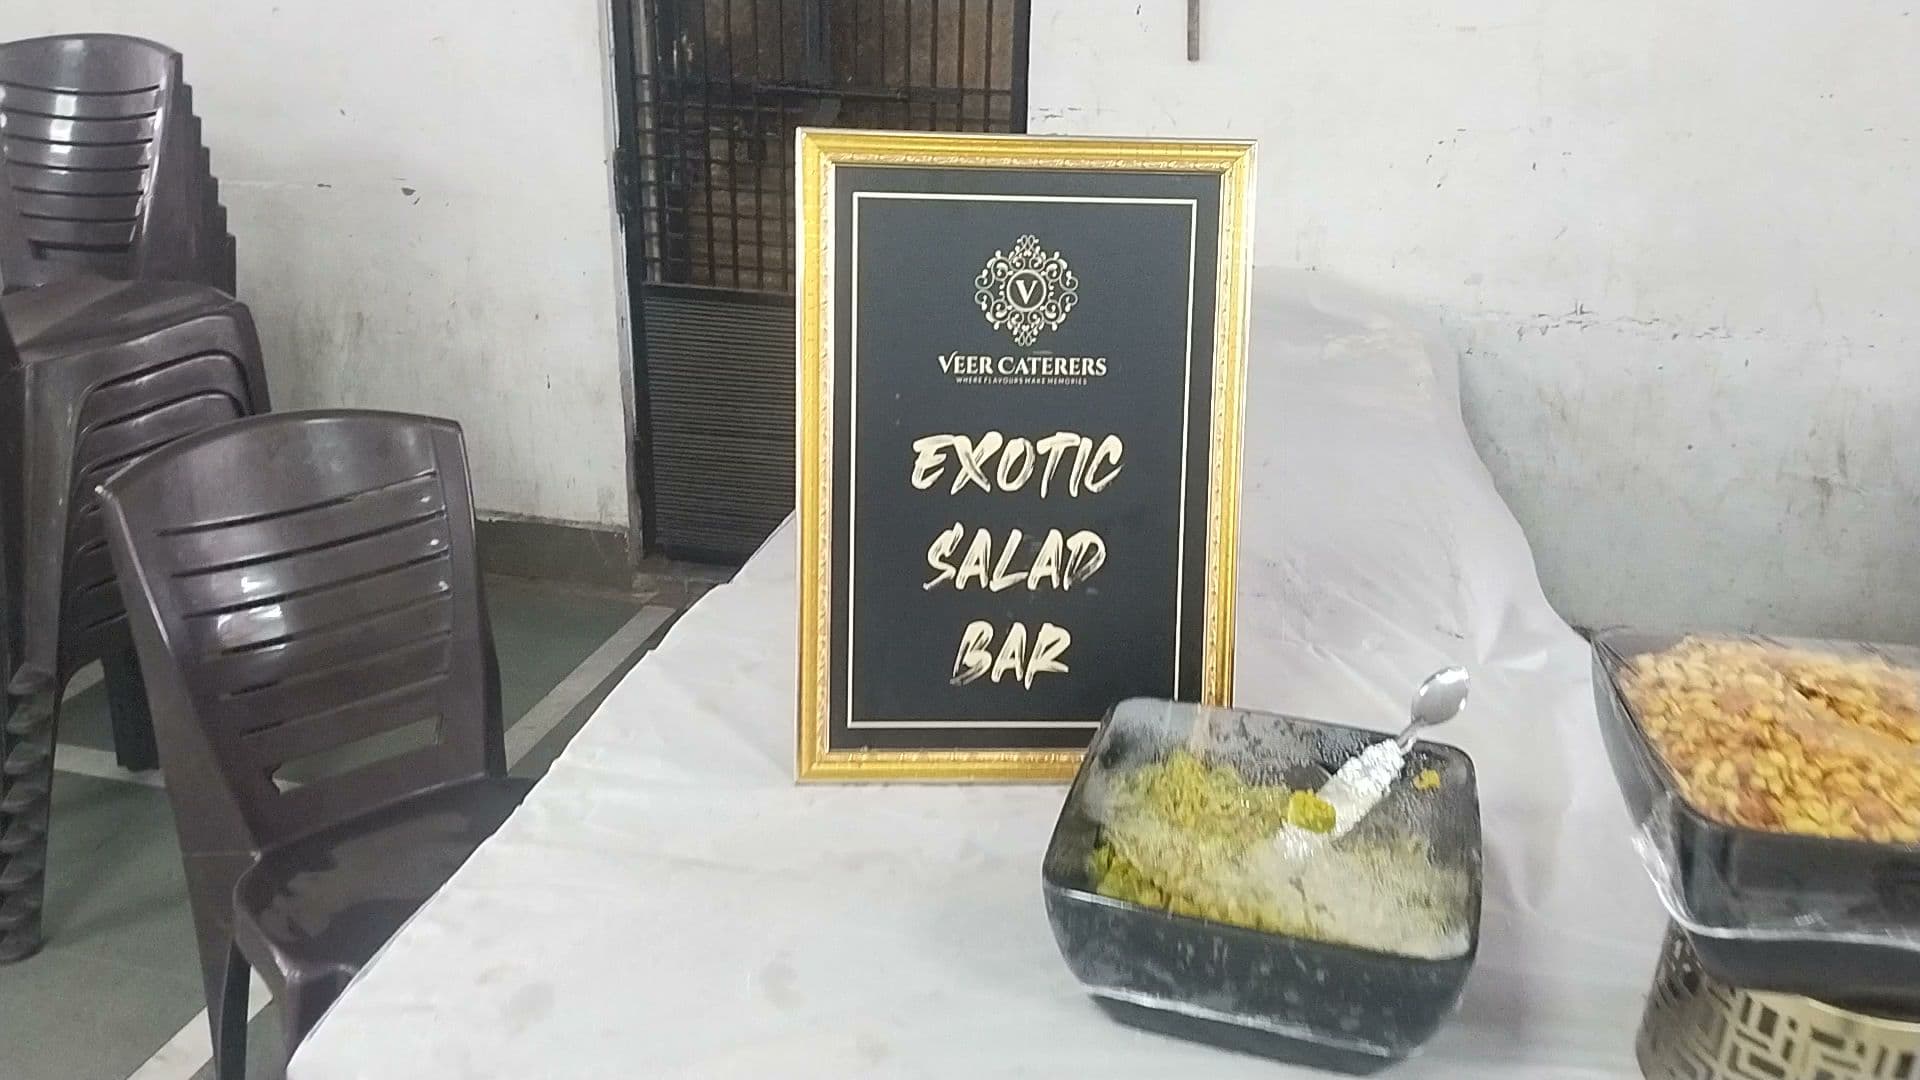 V
VEER CATERERS
WHERE FLAVOURS MAKE MEMORIES
EXOTIC
SALAD
BAR